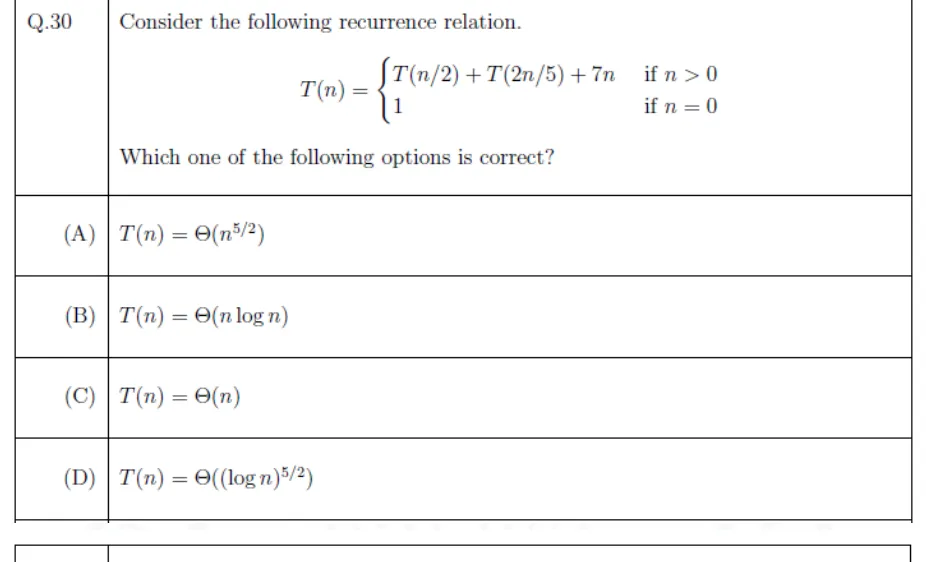 Q.30 Consider the following recurrence relation.
T(n) = { T(n/2) + T(2n/5) + 7n if n > 0
1 if n = 0
Which one of the following options is correct?
(A) T(n) = Θ(n^{5/2})
(B) T(n) = Θ(n log n)
(C) T(n) = Θ(n)
(D) T(n) = Θ((log n)^{5/2})